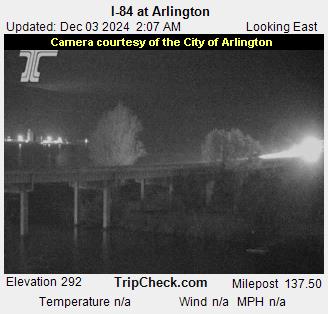 I-84 at Arlington
Updated: Dec 03 2024 2:07 AM Looking East
Camera courtesy of the City of Arlington
Elevation 292 TripCheck.com Milepost 137.50
Temperature n/a Wind n/a MPH n/a